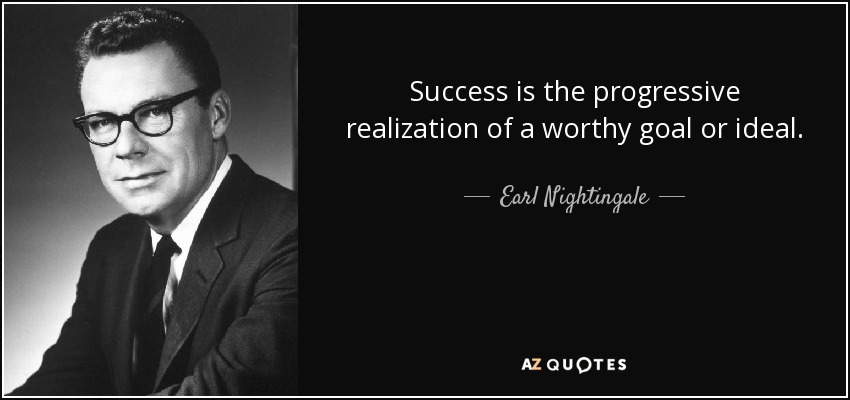 Success is the progressive
realization of a worthy goal or ideal.
Earl Nightingale
AZ QUOTES